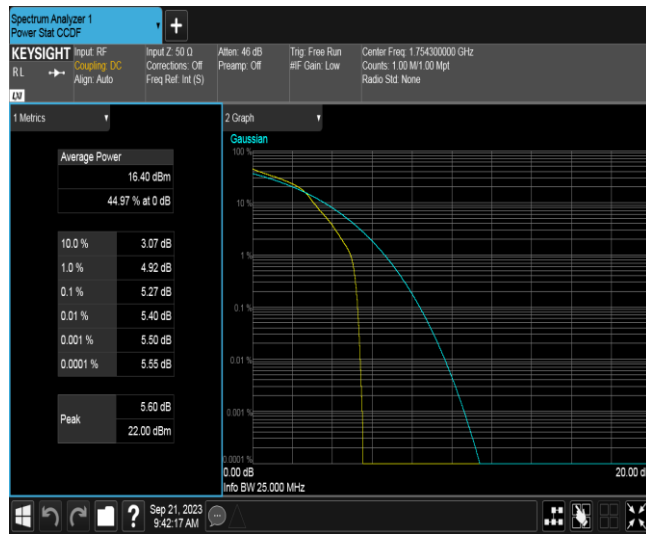 Spectrum Analyzer 1
Power Stat CCDF
+
KEYSIGHT
RL
LXI
Input: RF
Coupling: DC
Align: Auto
Input Z: 50 Ω
Corrections: Off
Freq Ref: Int (S)
Atten: 46 dB
Preamp: Off
Trig: Free Run
#IF Gain: Low
Center Freq: 1.754300000 GHz
Counts: 1.00 M/1.00 Mpt
Radio Std: None
1 Metrics
Average Power
16.40 dBm
44.97 % at 0 dB
10.0 % 3.07 dB
1.0 % 4.92 dB
0.1 % 5.27 dB
0.01 % 5.40 dB
0.001 % 5.50 dB
0.0001 % 5.55 dB
Peak
5.60 dB
22.00 dBm
2 Graph
Gaussian
100 %
10 %
1 %
0.1 %
0.01 %
0.001 %
0.0001 %
0.00 dB
20.00 d
Info BW 25.000 MHz
?
Sep 21, 2023
9:42:17 AM